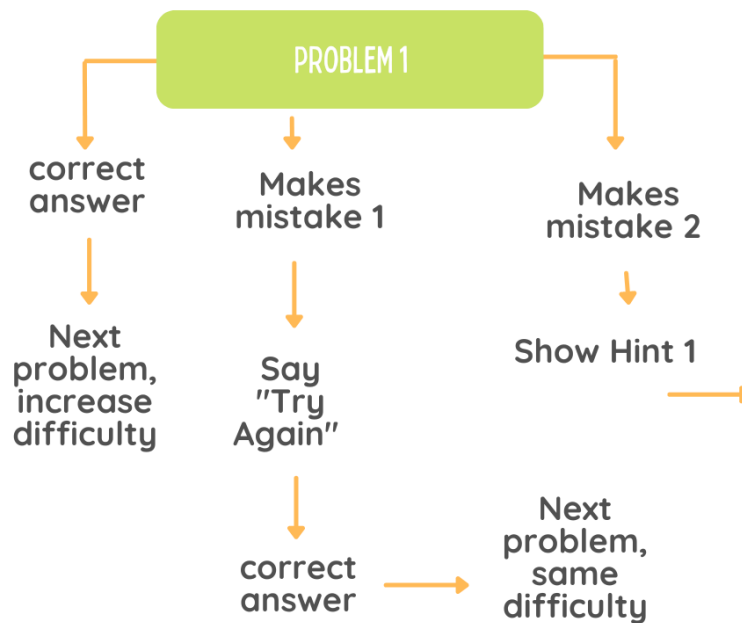 PROBLEM 1
correct
answer
Makes
mistake 1
Makes
mistake 2
Next
problem,
increase
difficulty
Say
"Try
Again"
Show Hint 1
correct
answer
Next
problem,
same
difficulty